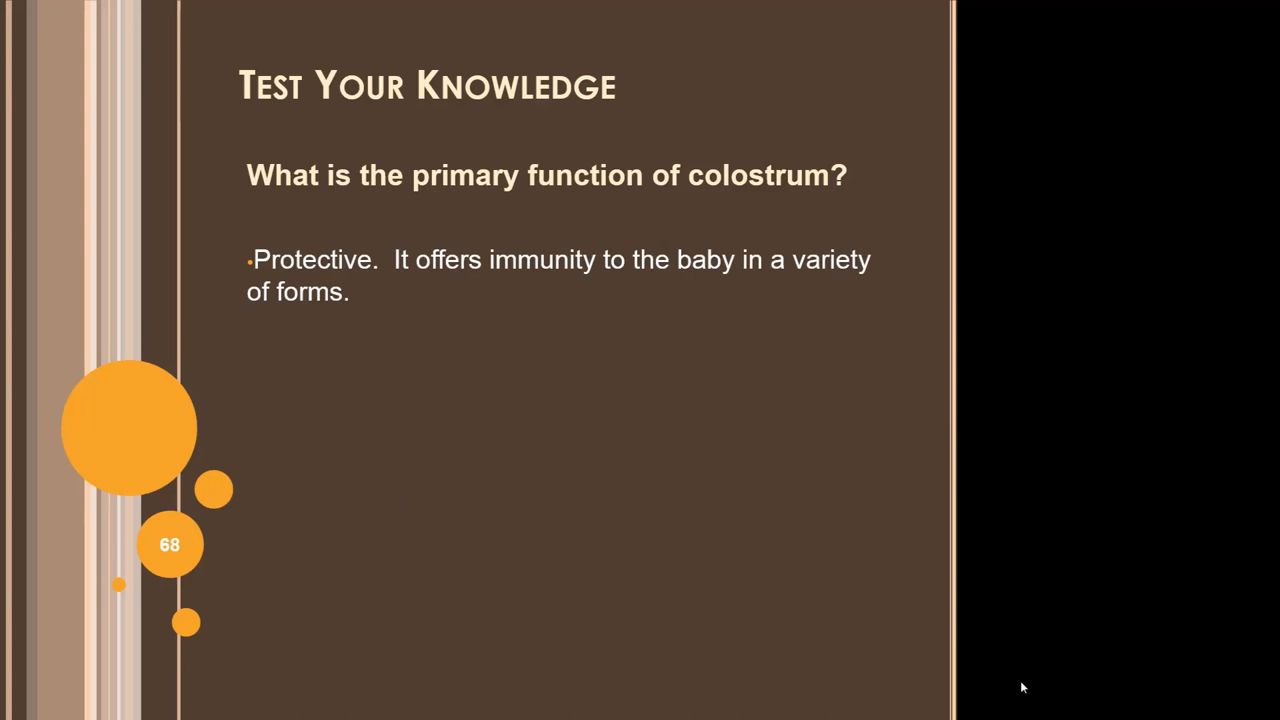 Test Your Knowledge
What is the primary function of colostrum?
•Protective.  It offers immunity to the baby in a variety
of forms.
68